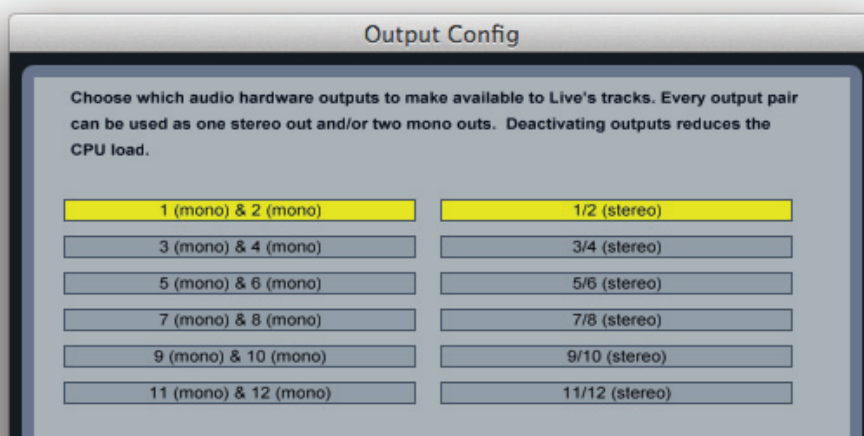 Output Config
Choose which audio hardware outputs to make available to Live's tracks. Every output pair
can be used as one stereo out and/or two mono outs.  Deactivating outputs reduces the
CPU load.
1 (mono) & 2 (mono)
1/2 (stereo)
3 (mono) & 4 (mono)
3/4 (stereo)
5 (mono) & 6 (mono)
5/6 (stereo)
7 (mono) & 8 (mono)
7/8 (stereo)
9 (mono) & 10 (mono)
9/10 (stereo)
11 (mono) & 12 (mono)
11/12 (stereo)